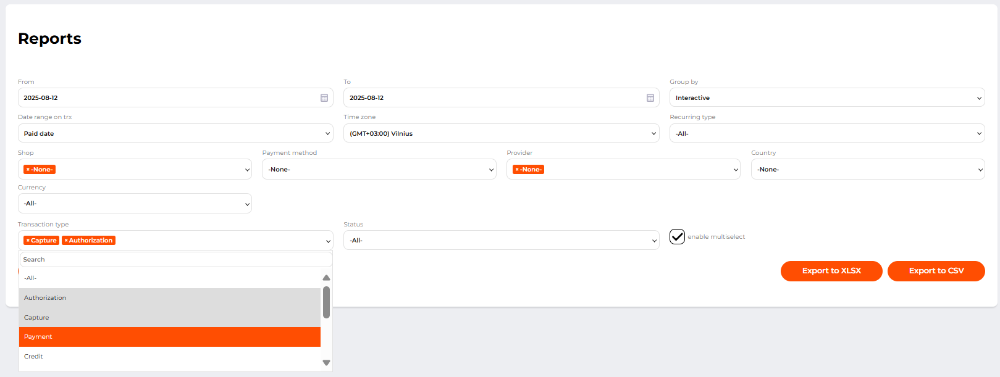 Reports
From To Group by
2025-08-12 2025-08-12 Interactive
Date range on trx Time zone Recurring type
Paid date (GMT+03:00) Vilnius -All-
Shop Payment method Provider Country
×-None- -None- ×-None- -None-
Currency
-All-
Transaction type Status
×Capture ×Authorization -All- enable multiselect
Search
Export to XLSX Export to CSV
-All-
Authorization
Capture
Payment
Credit